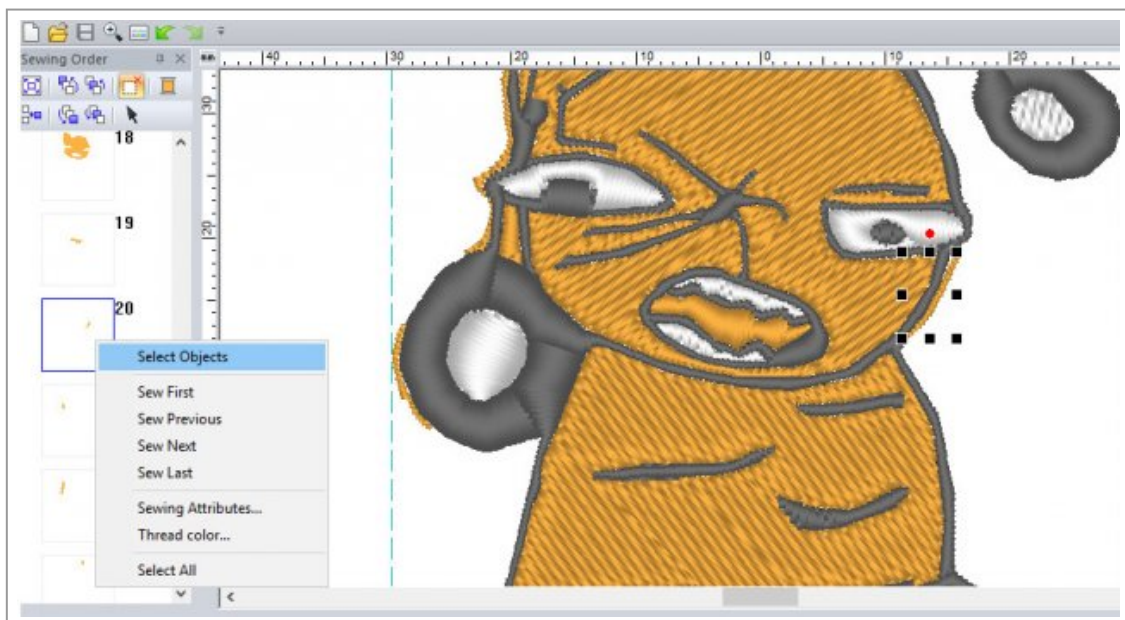 Sewing Order
mm
40 30 20 10 0 10 20
18
30
19
20
20
Select Objects
Sew First
Sew Previous
Sew Next
Sew Last
Sewing Attributes...
Thread color...
Select All